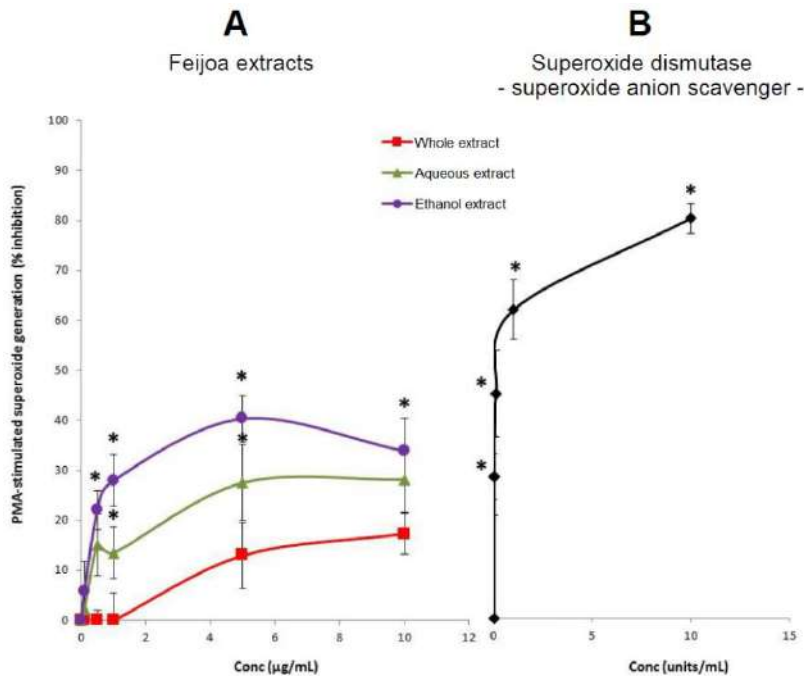 A
Feijoa extracts
B
Superoxide dismutase
- superoxide anion scavenger -
PMA-stimulated superoxide generation (% inhibition)
100
90
80
70
60
50
40
30
20
10
0
Whole extract
Aqueous extract
Ethanol extract
*
*
*
*
*
*
0
2
4
6
8
10
12
Conc (µg/mL)
*
*
*
*
0
5
10
15
Conc (units/mL)